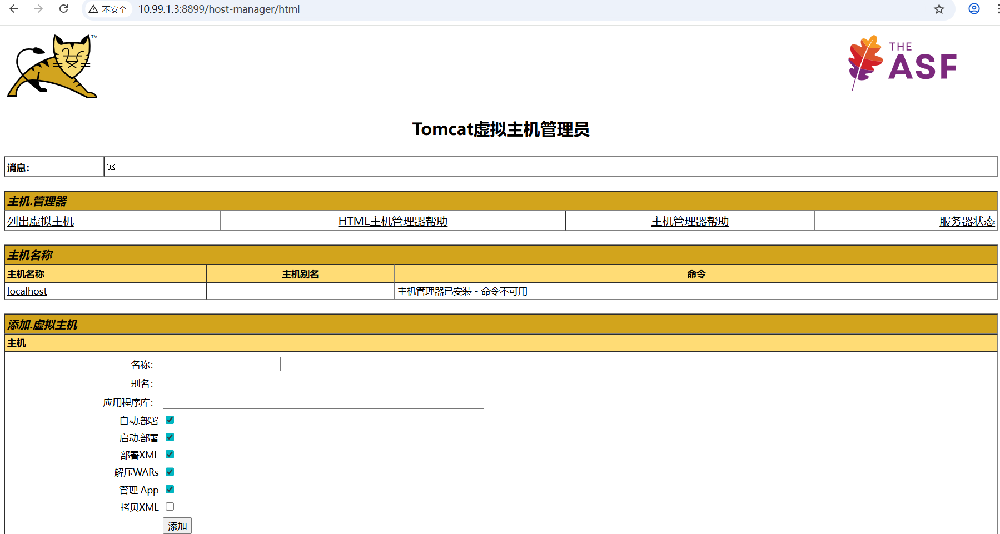 不安全 10.99.1.3:8899/host-manager/html
TM
THE
ASF
Tomcat虚拟主机管理员
消息: OK
主机.管理器
列出虚拟主机 HTML主机管理器帮助 主机管理器帮助 服务器状态
主机名称
主机名称 主机别名 命令
localhost 主机管理器已安装 - 命令不可用
添加.虚拟主机
主机
名称:
别名:
应用程序库:
自动.部署
启动.部署
部署XML
解压WARs
管理 App
拷贝XML
添加